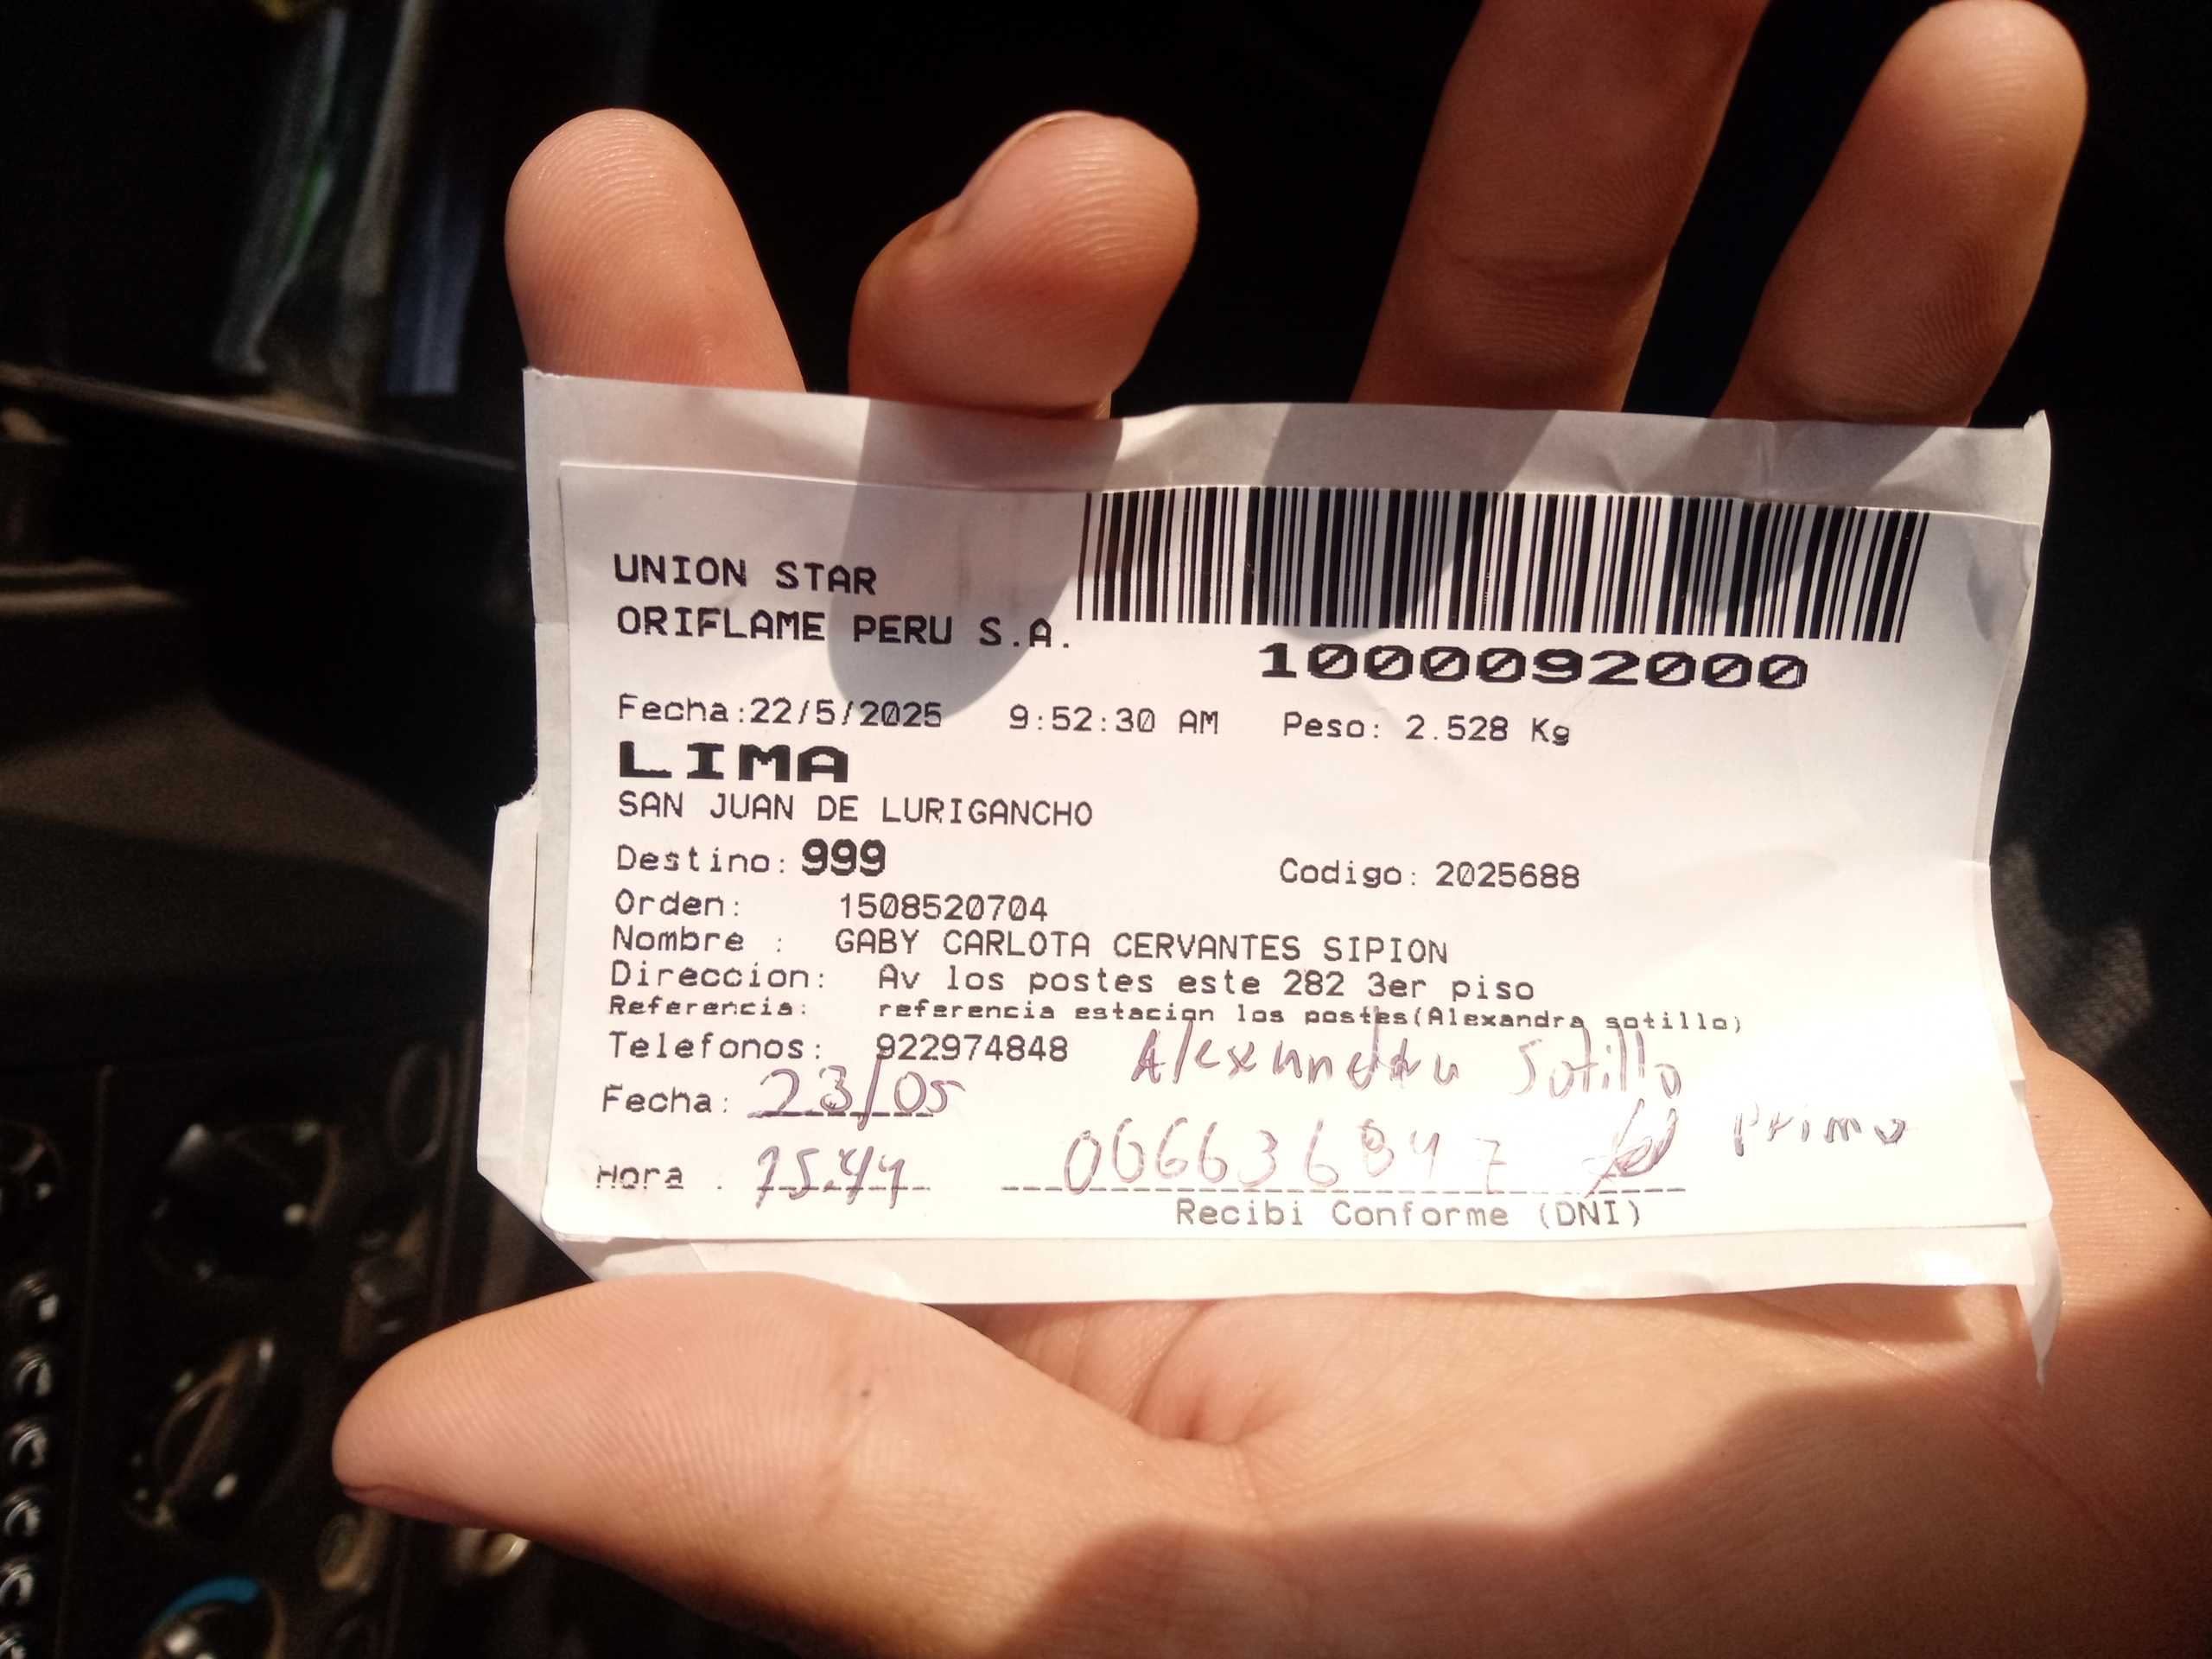 UNION STAR
ORIFLAME PERU S.A.
1000092000
Fecha:22/5/2025 9:52:30 AM Peso: 2.528 Kg
LIMA
SAN JUAN DE LURIGANCHO
Destino: 999 Codigo: 2025688
Orden: 1508520704
Nombre : GABY CARLOTA CERVANTES SIPION
Direccion: Av los postes este 282 3er piso
Referencia: referencia estacion los postes(Alexandra sotillo)
Telefonos: 922974848 Alexandra Sotillo
Fecha: 23/05 Primo
Hora :
Recibi Conforme (DNI)